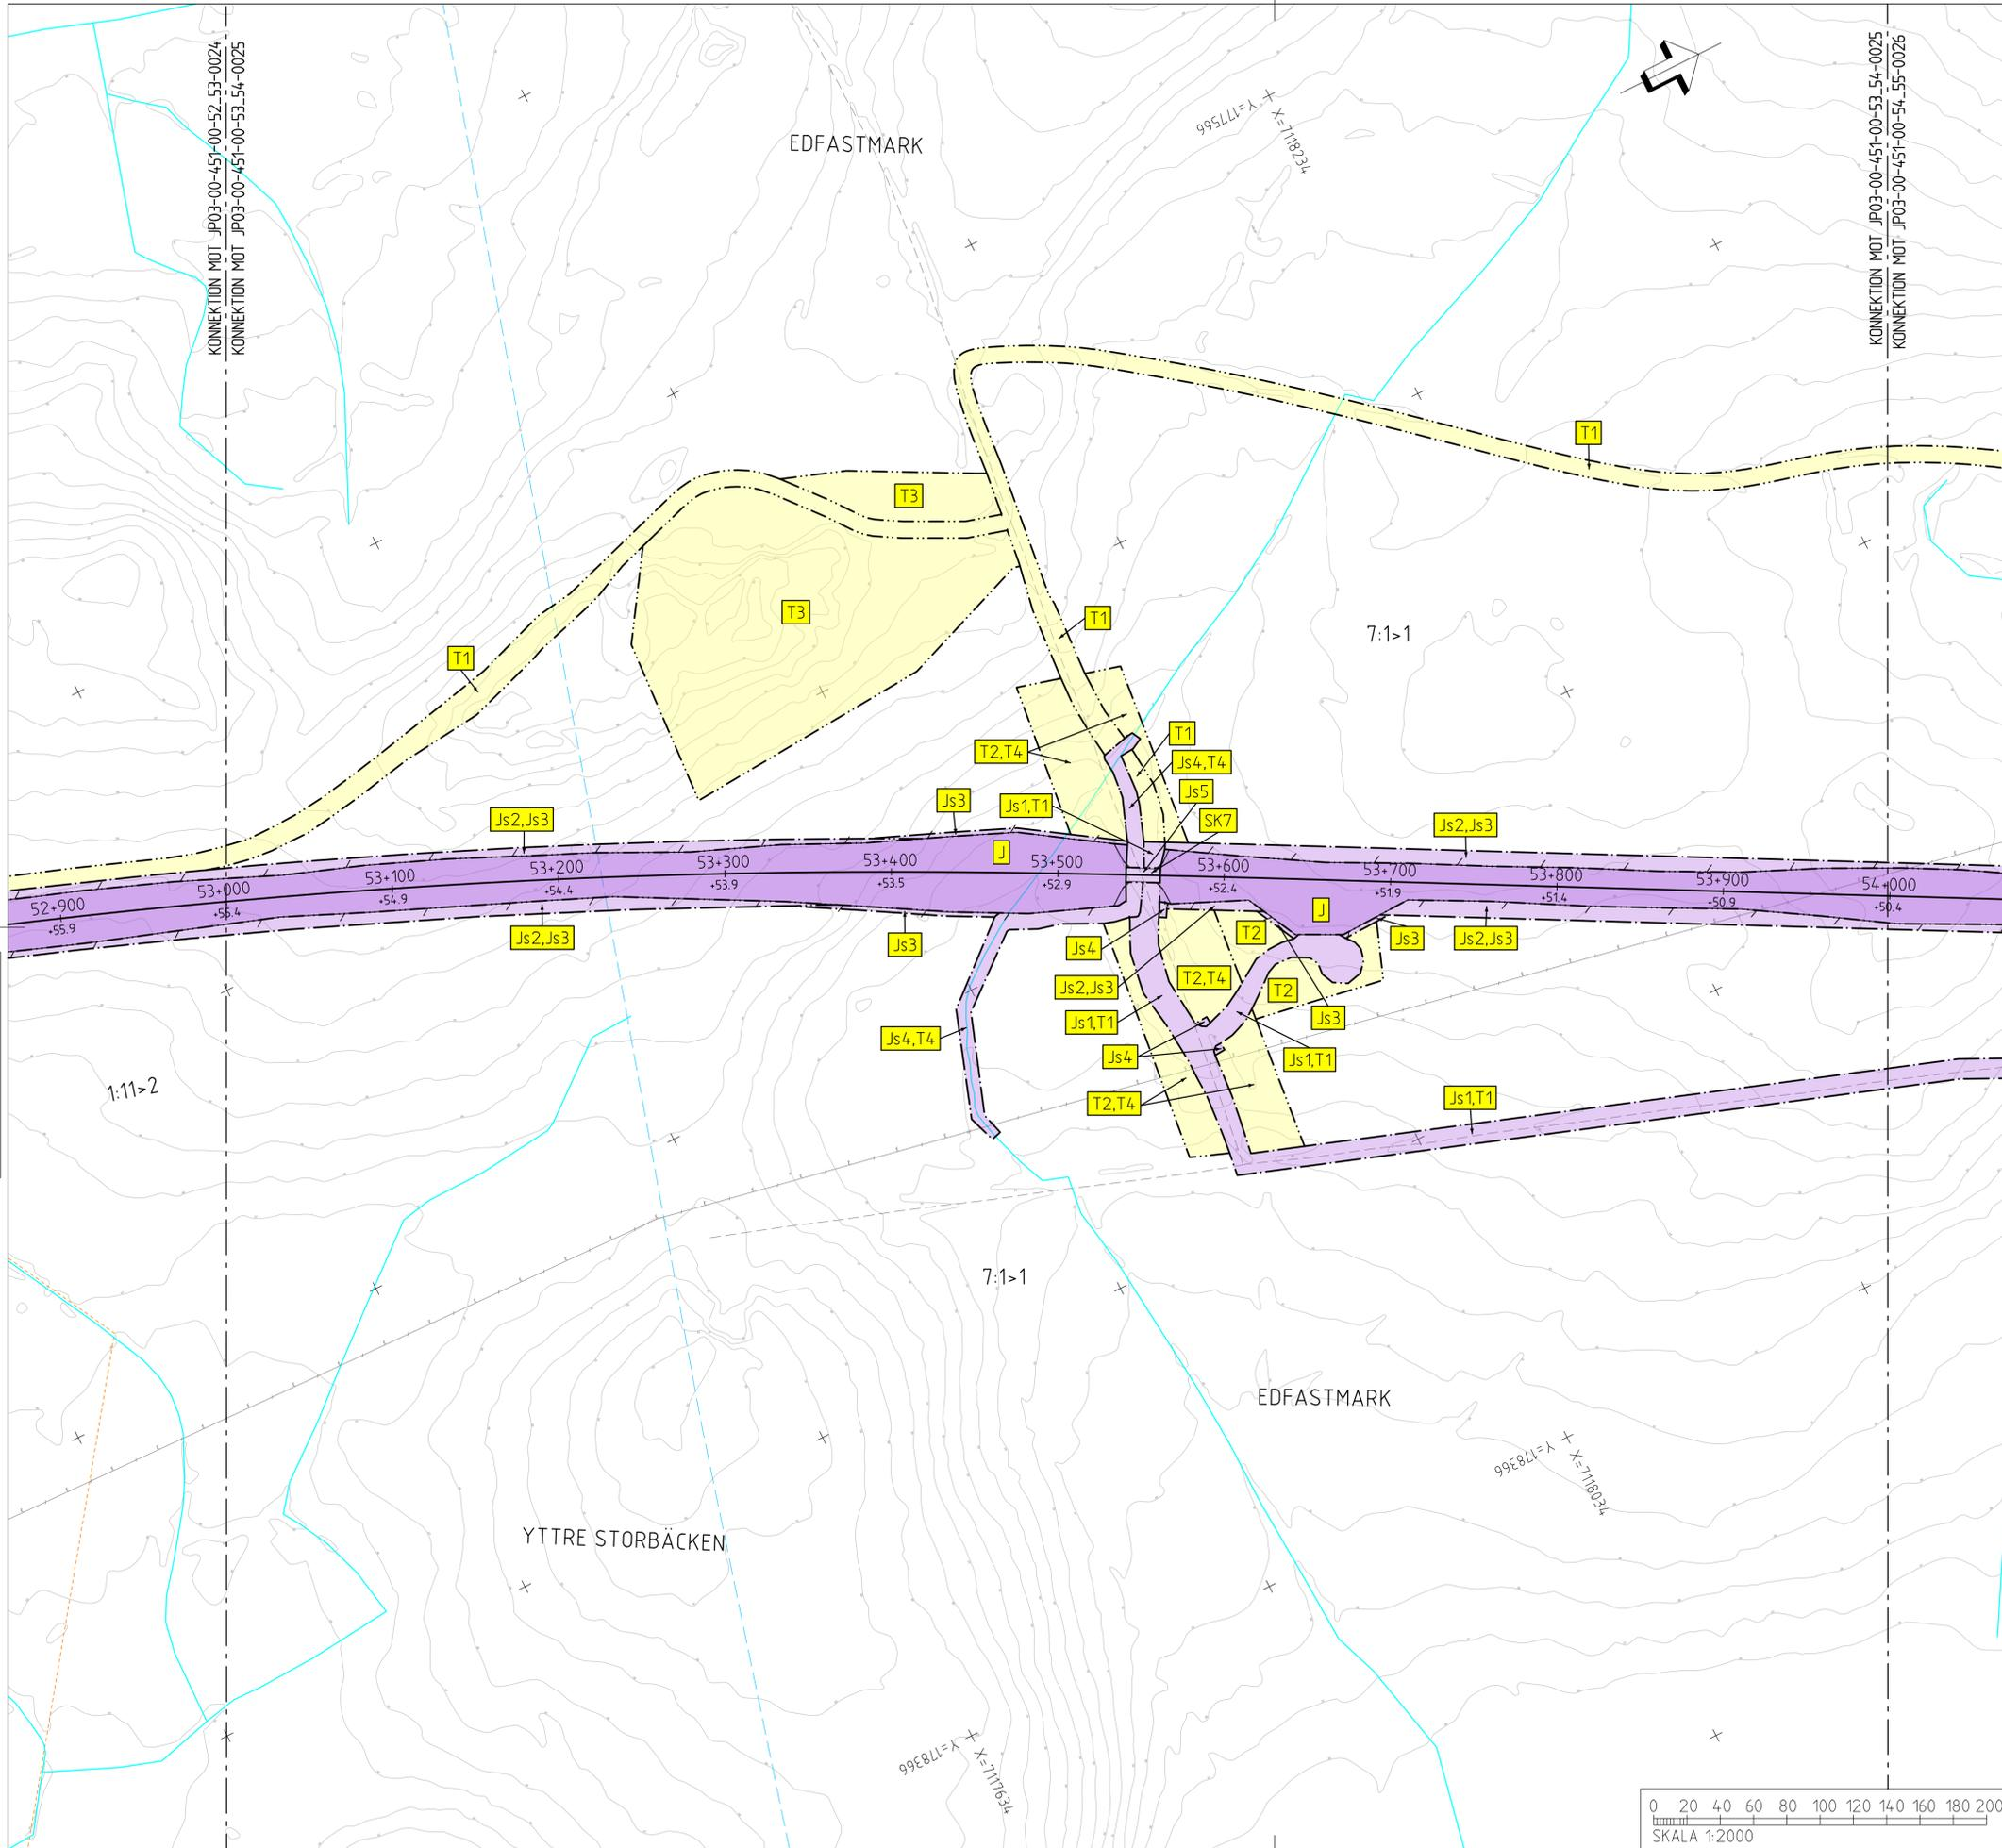 KONNEKTION MOT JP03-00-451-00-52_53-0024
KONNEKTION MOT JP03-00-451-00-53_54-0025
KONNEKTION MOT JP03-00-451-00-53_54-0025
KONNEKTION MOT JP03-00-451-00-54_55-0026
EDFASTMARK
Y=177566
X=7118234
T1
T3
T3
T1
7:1>1
T1
T2,T4
T1
Js4,T4
Js5
Js3
Js1,T1
SK7
Js2,Js3
Js2,Js3
J
52+900
53+000
53+100
53+200
53+300
53+400
53+500
53+600
53+700
53+800
53+900
54+000
+55.9
+55.4
+54.9
+54.4
+53.9
+53.5
+52.9
+52.4
+51.9
+51.4
+50.9
+50.4
J
Js2,Js3
Js3
Js4
T2
Js3
Js2,Js3
Js2,Js3
T2,T4
T2
Js1,T1
Js3
Js4,T4
Js4
Js1,T1
1:11>2
T2,T4
Js1,T1
7:1>1
EDFASTMARK
Y=178366
X=7118034
YTTRE STORBÄCKEN
Y=178366
X=7117634
0 20 40 60 80 100 120 140 160 180 200
SKALA 1:2000